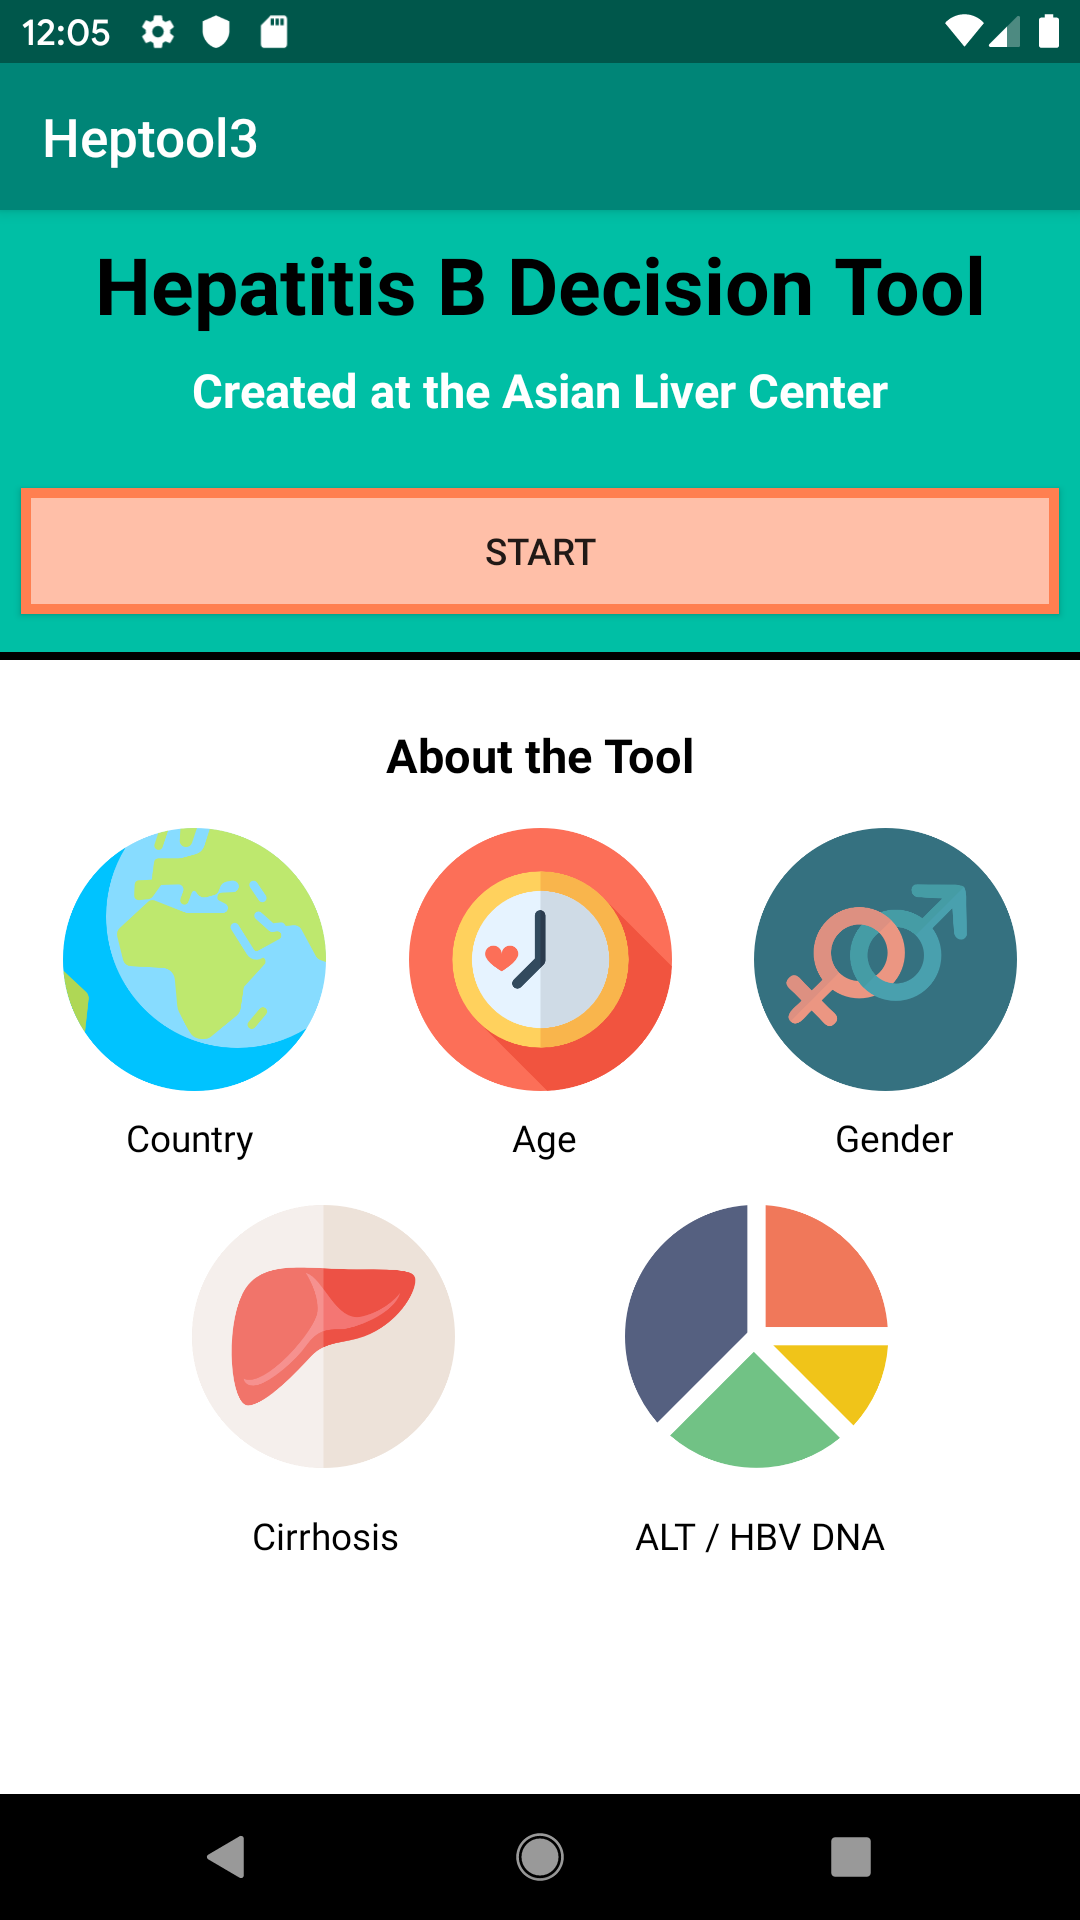 12:05
Heptool3
Hepatitis B Decision Tool
Created at the Asian Liver Center
START
About the Tool
Country
Age
Gender
Cirrhosis
ALT / HBV DNA